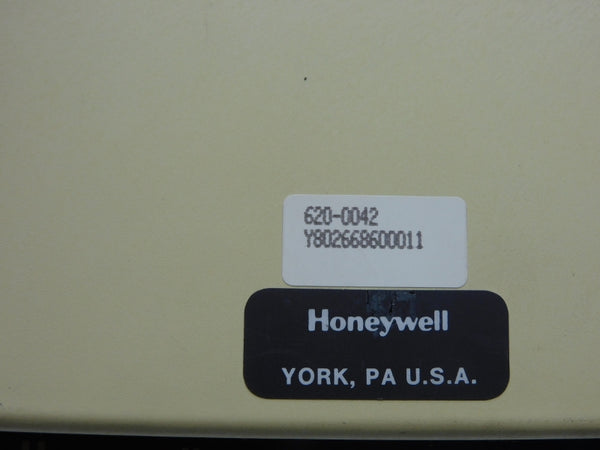 620-0042
Y802668600011
Honeywell
YORK, PA U.S.A.